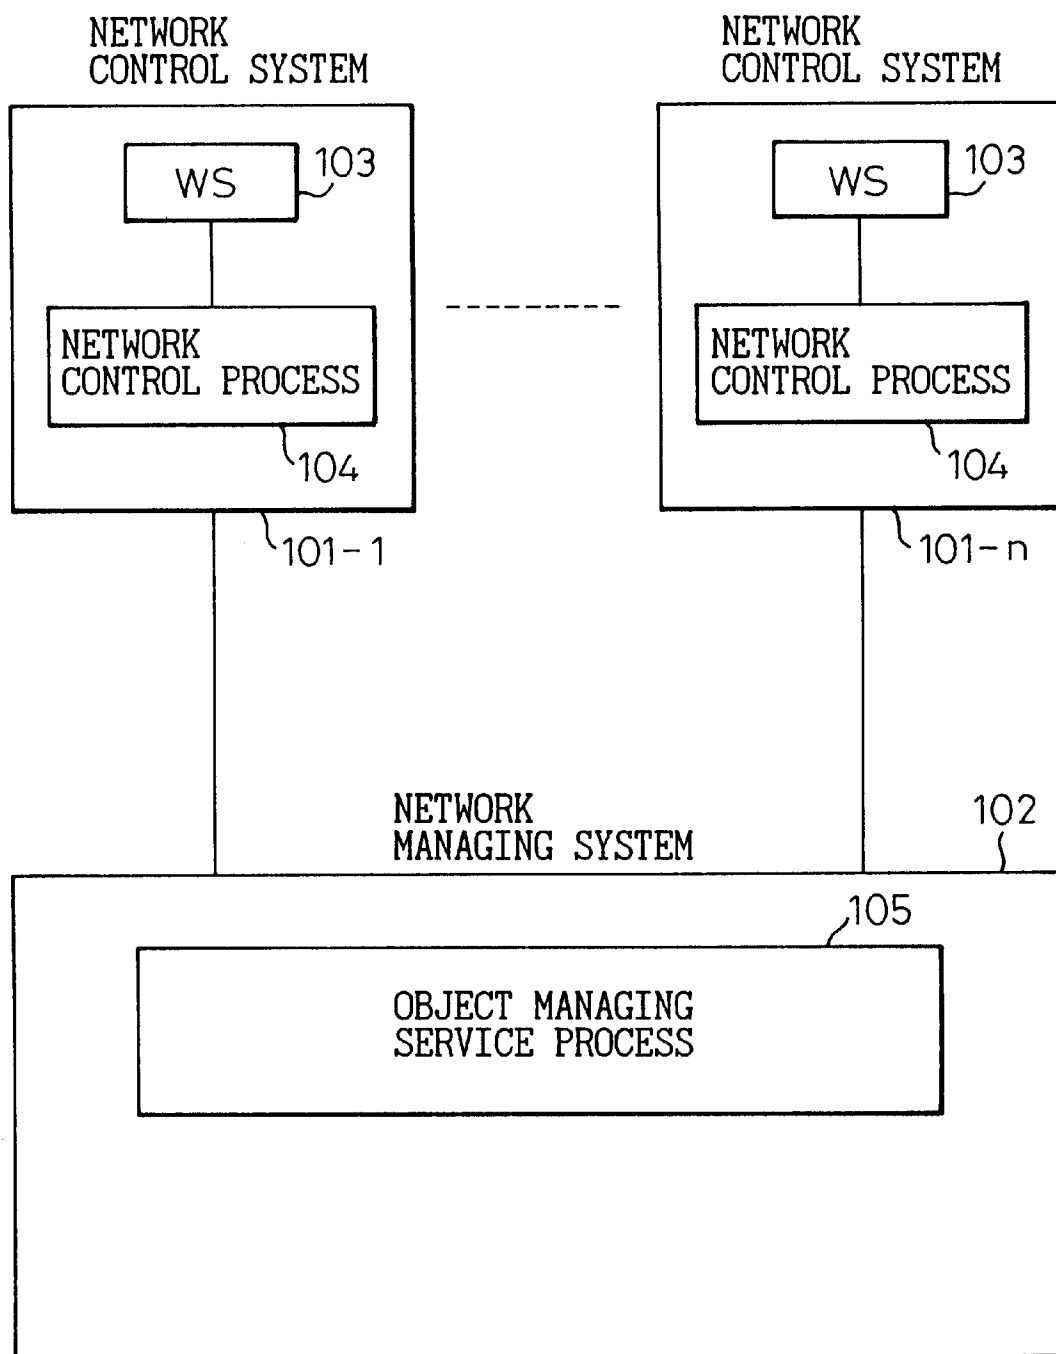 NETWORK
CONTROL SYSTEM
NETWORK
CONTROL SYSTEM
WS
103
WS
103
NETWORK
CONTROL PROCESS
104
NETWORK
CONTROL PROCESS
104
101-1
101-n
NETWORK
MANAGING SYSTEM
102
105
OBJECT MANAGING
SERVICE PROCESS